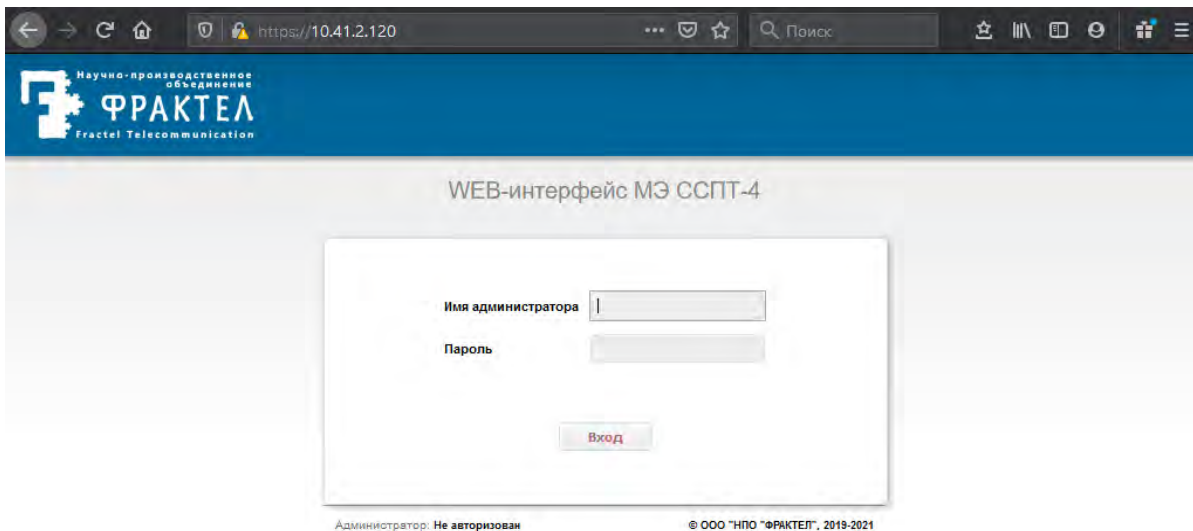 https://10.41.2.120
Поиск
Научно-производственное
объединение
ФРАКТЕЛ
Fractel Telecommunication
WEB-интерфейс МЭ ССПТ-4
Имя администратора
Пароль
Вход
Администратор: Не авторизован
© ООО "НПО "ФРАКТЕЛ", 2019-2021